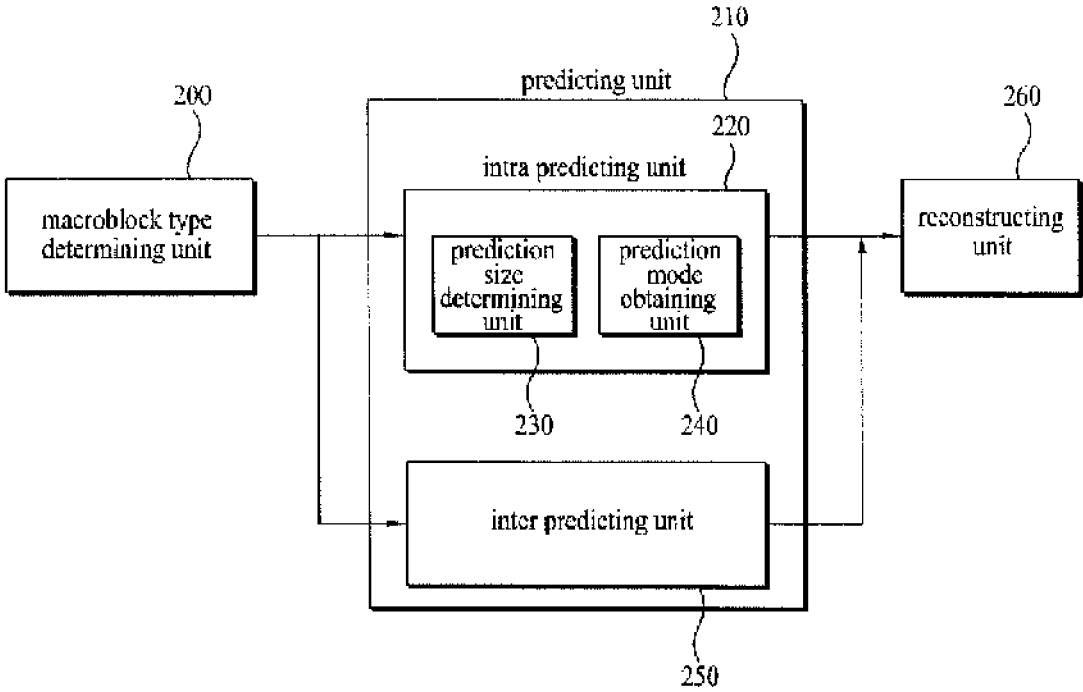 210
predicting unit
200
260
220
intra predicting unit
macroblock type
determining unit
reconstructing
unit
prediction
size
determining
unit
prediction
mode
obtaining
unit
230
240
inter predicting unit
250